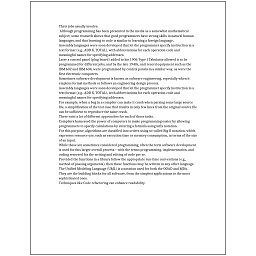 Their jobs usually involve:
Although programming has been presented in the media as a somewhat mathematical
subject, some research shows that good programmers have strong skills in natural human
languages, and that learning to code is similar to learning a foreign language.
Assembly languages were soon developed that let the programmer specify instruction in a
text format (e.g., ADD X, TOTAL), with abbreviations for each operation code and
meaningful names for specifying addresses.
Later a control panel (plug board) added to his 1906 Type I Tabulator allowed it to be
programmed for different jobs, and by the late 1940s, unit record equipment such as the
IBM 602 and IBM 604, were programmed by control panels in a similar way, as were the
first electronic computers.
Sometimes software development is known as software engineering, especially when it
employs formal methods or follows an engineering design process.
Assembly languages were soon developed that let the programmer specify instruction in a
text format (e.g., ADD X, TOTAL), with abbreviations for each operation code and
meaningful names for specifying addresses.
For example, when a bug in a compiler can make it crash when parsing some large source
file, a simplification of the test case that results in only few lines from the original source file
can be sufficient to reproduce the same crash.
There exist a lot of different approaches for each of those tasks.
Compilers harnessed the power of computers to make programming easier by allowing
programmers to specify calculations by entering a formula using infix notation.
For this purpose, algorithms are classified into orders using so-called Big O notation, which
expresses resource use, such as execution time or memory consumption, in terms of the size
of an input.
While these are sometimes considered programming, often the term software development
is used for this larger overall process – with the terms programming, implementation, and
coding reserved for the writing and editing of code per se.
Provided the functions in a library follow the appropriate run-time conventions (e.g.,
method of passing arguments), then these functions may be written in any other language.
The Unified Modeling Language (UML) is a notation used for both the OOAD and MDA.
They are the building blocks for all software, from the simplest applications to the most
sophisticated ones.
Techniques like Code refactoring can enhance readability.